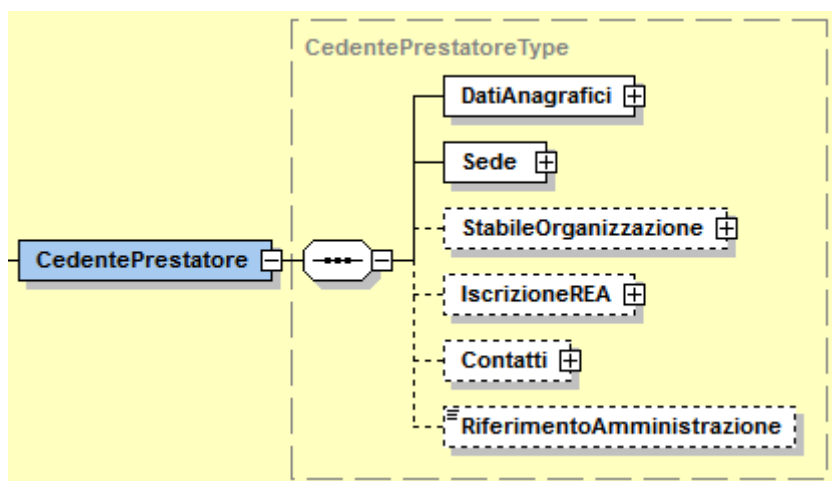 CedentePrestatoreType
DatiAnagrafici
Sede
StabileOrganizzazione
CedentePrestatore
IscrizioneREA
Contatti
RiferimentoAmministrazione